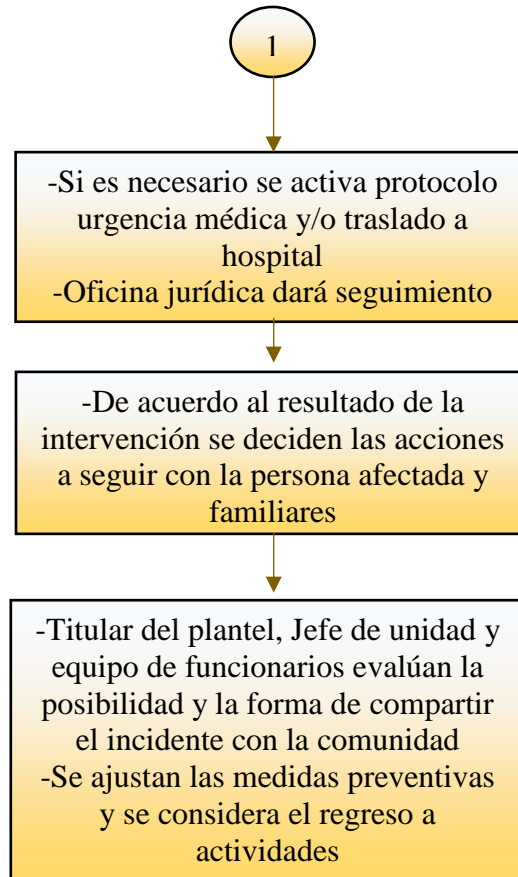 1
-Si es necesario se activa protocolo
urgencia médica y/o traslado a
hospital
-Oficina jurídica dará seguimiento
-De acuerdo al resultado de la
intervención se deciden las acciones
a seguir con la persona afectada y
familiares
-Titular del plantel, Jefe de unidad y
equipo de funcionarios evalúan la
posibilidad y la forma de compartir
el incidente con la comunidad
-Se ajustan las medidas preventivas
y se considera el regreso a
actividades